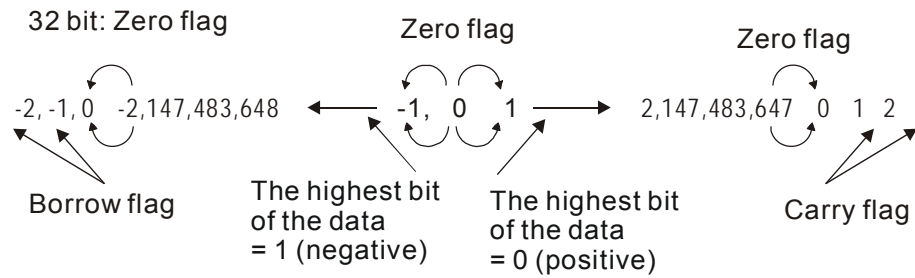 32 bit: Zero flag
Zero flag
Zero flag
-2, -1, 0 -2,147,483,648
-1, 0 1
2,147,483,647 0 1 2
Borrow flag
The highest bit
of the data
= 1 (negative)
The highest bit
of the data
= 0 (positive)
Carry flag